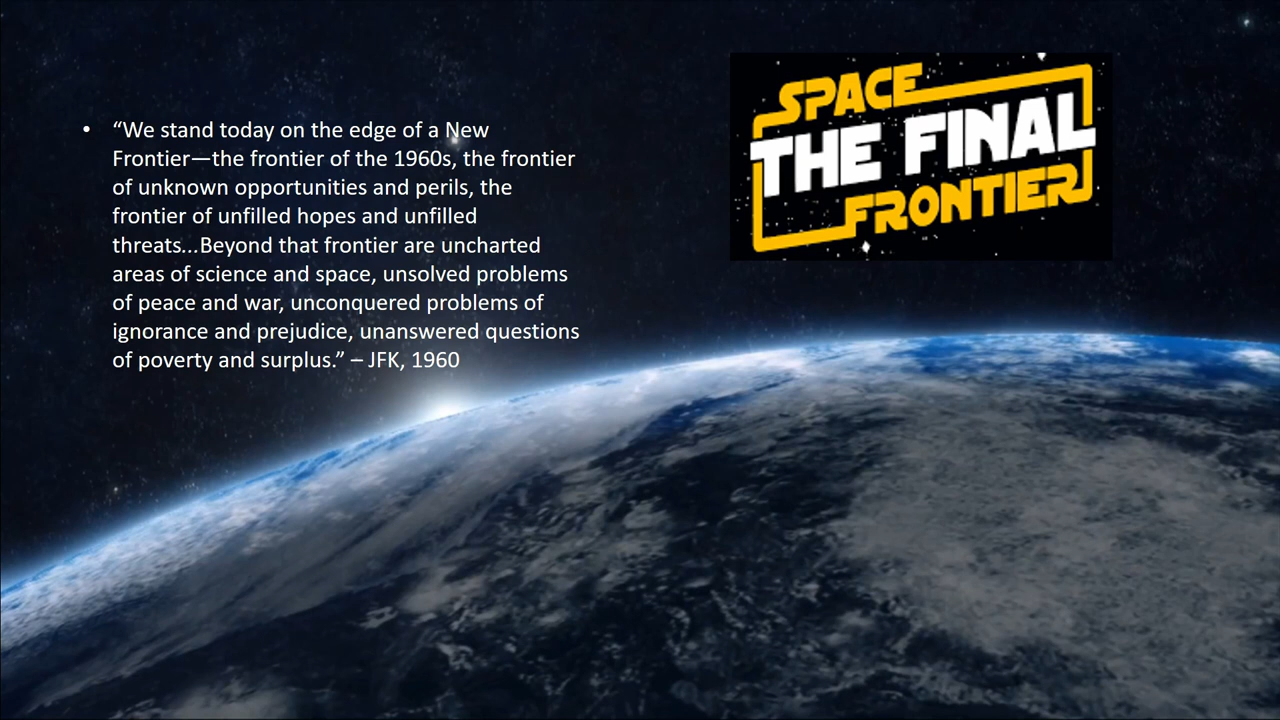 • “We stand today on the edge of a New
Frontier—the frontier of the 1960s, the frontier
of unknown opportunities and perils, the
frontier of unfilled hopes and unfilled
threats...Beyond that frontier are uncharted
areas of science and space, unsolved problems
of peace and war, unconquered problems of
ignorance and prejudice, unanswered questions
of poverty and surplus.” – JFK, 1960
SPACE
THE FINAL
FRONTIER